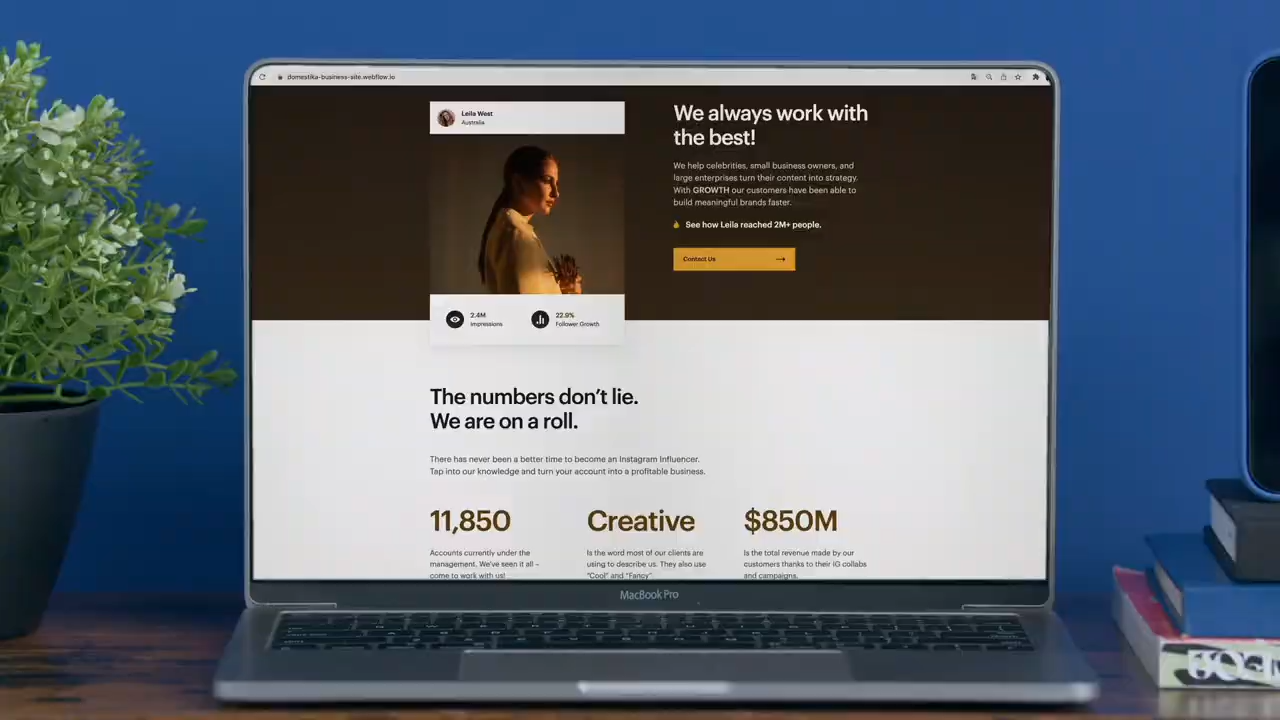 domestika-business-site.webflow.io
Leila West
Australia
We always work with
the best!
We help celebrities, small business owners, and
large enterprises turn their content into strategy.
With GROWTH our customers have been able to
build meaningful brands faster.
See how Leila reached 2M+ people.
Contact Us
2.4M
Impressions
22.9%
Follower Growth
The numbers don't lie.
We are on a roll.
There has never been a better time to become an Instagram Influencer.
Tap into our knowledge and turn your account into a profitable business.
11,850
Accounts currently under the
management. We've seen it all –
come to work with us!
Creative
Is the word most of our clients are
using to describe us. They also use
"Cool" and "Fancy"
$850M
Is the total revenue made by our
customers thanks to their IG collabs
and campaigns.
MacBook Pro